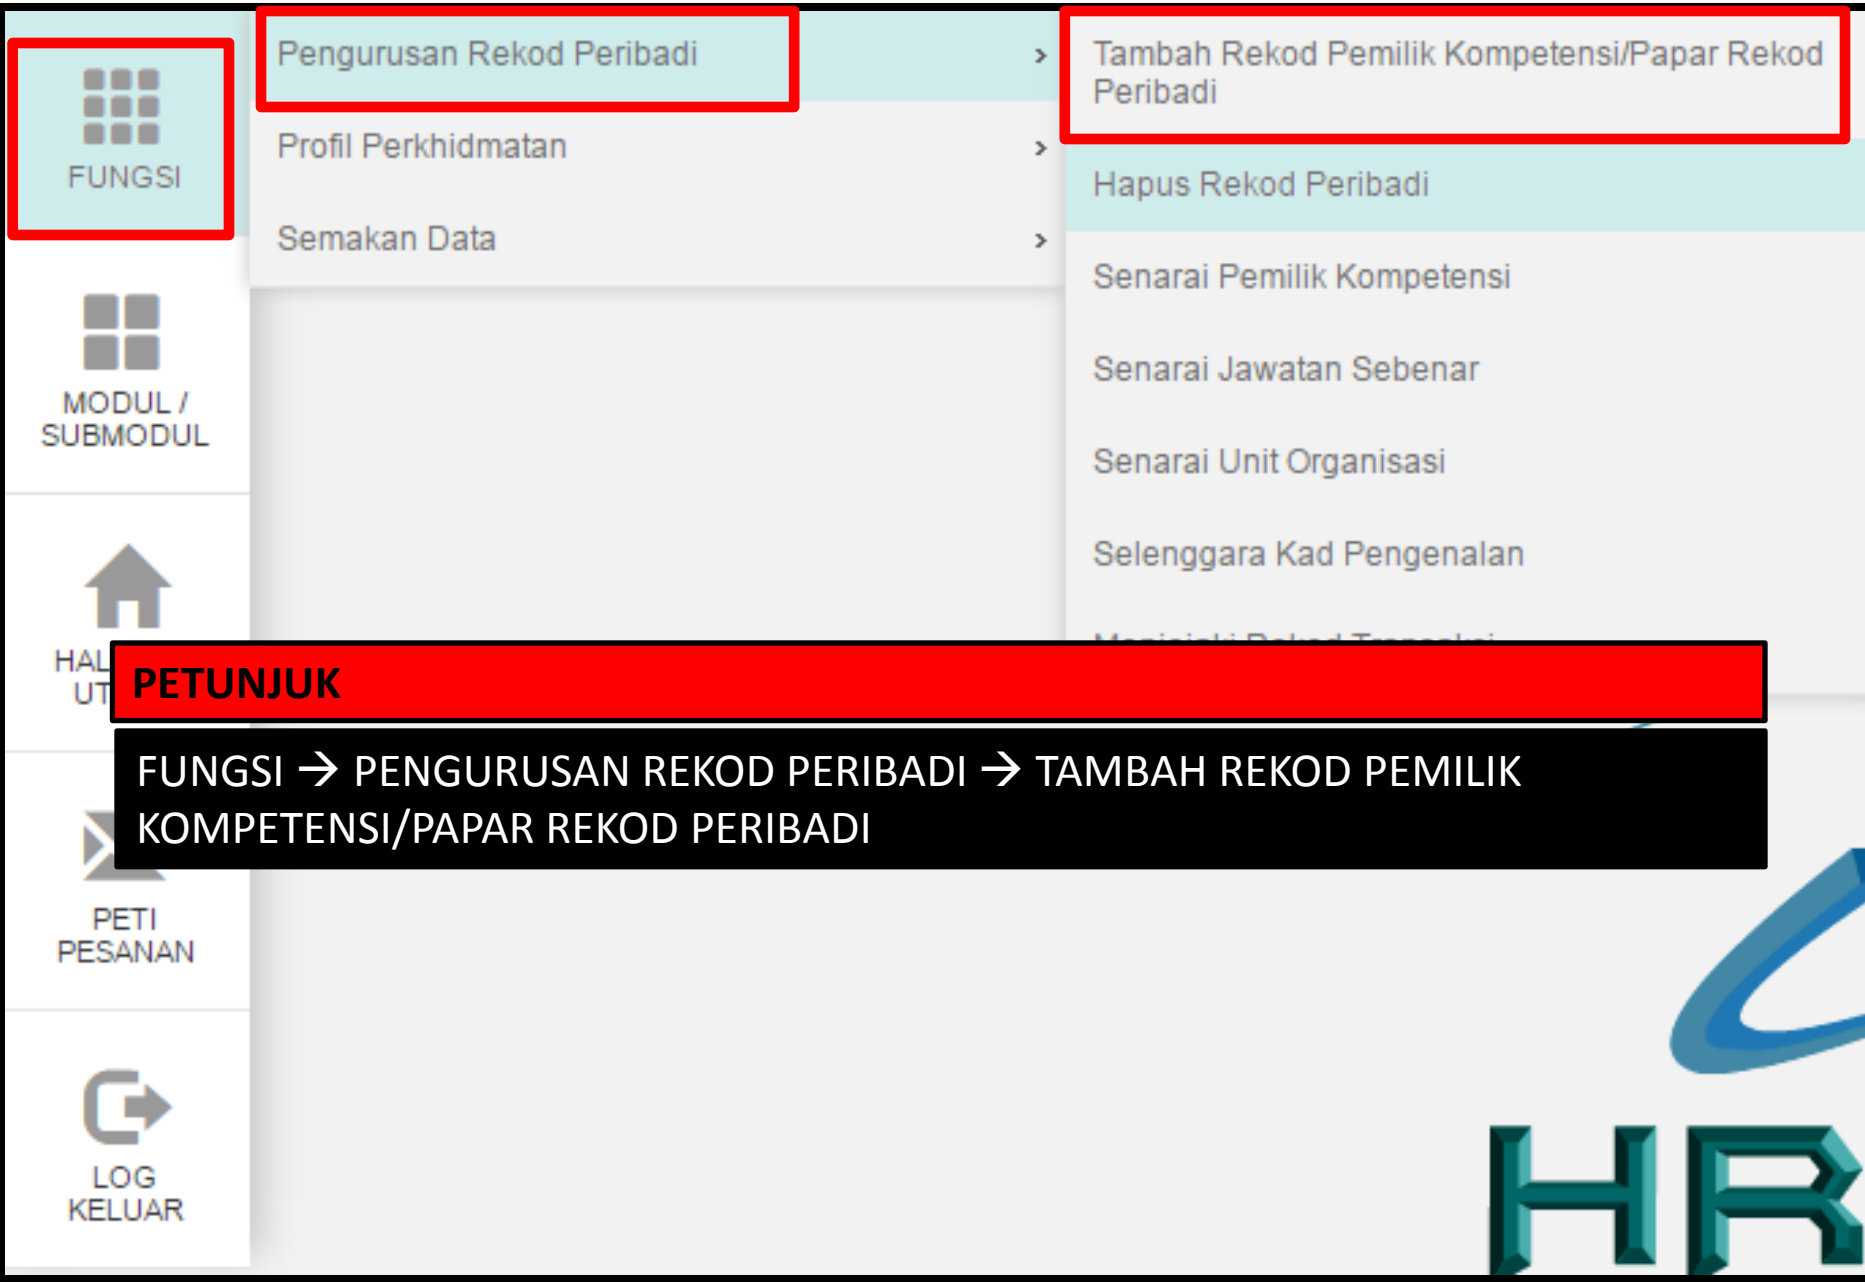 FUNGSI
MODUL /
SUBMODUL
PETI
PESANAN
LOG
KELUAR
Pengurusan Rekod Peribadi
Profil Perkhidmatan
Semakan Data
Tambah Rekod Pemilik Kompetensi/Papar Rekod
Peribadi
Hapus Rekod Peribadi
Senarai Pemilik Kompetensi
Senarai Jawatan Sebenar
Senarai Unit Organisasi
Selenggara Kad Pengenalan
PETUNJUK
FUNGSI → PENGURUSAN REKOD PERIBADI → TAMBAH REKOD PEMILIK
KOMPETENSI/PAPAR REKOD PERIBADI
HR